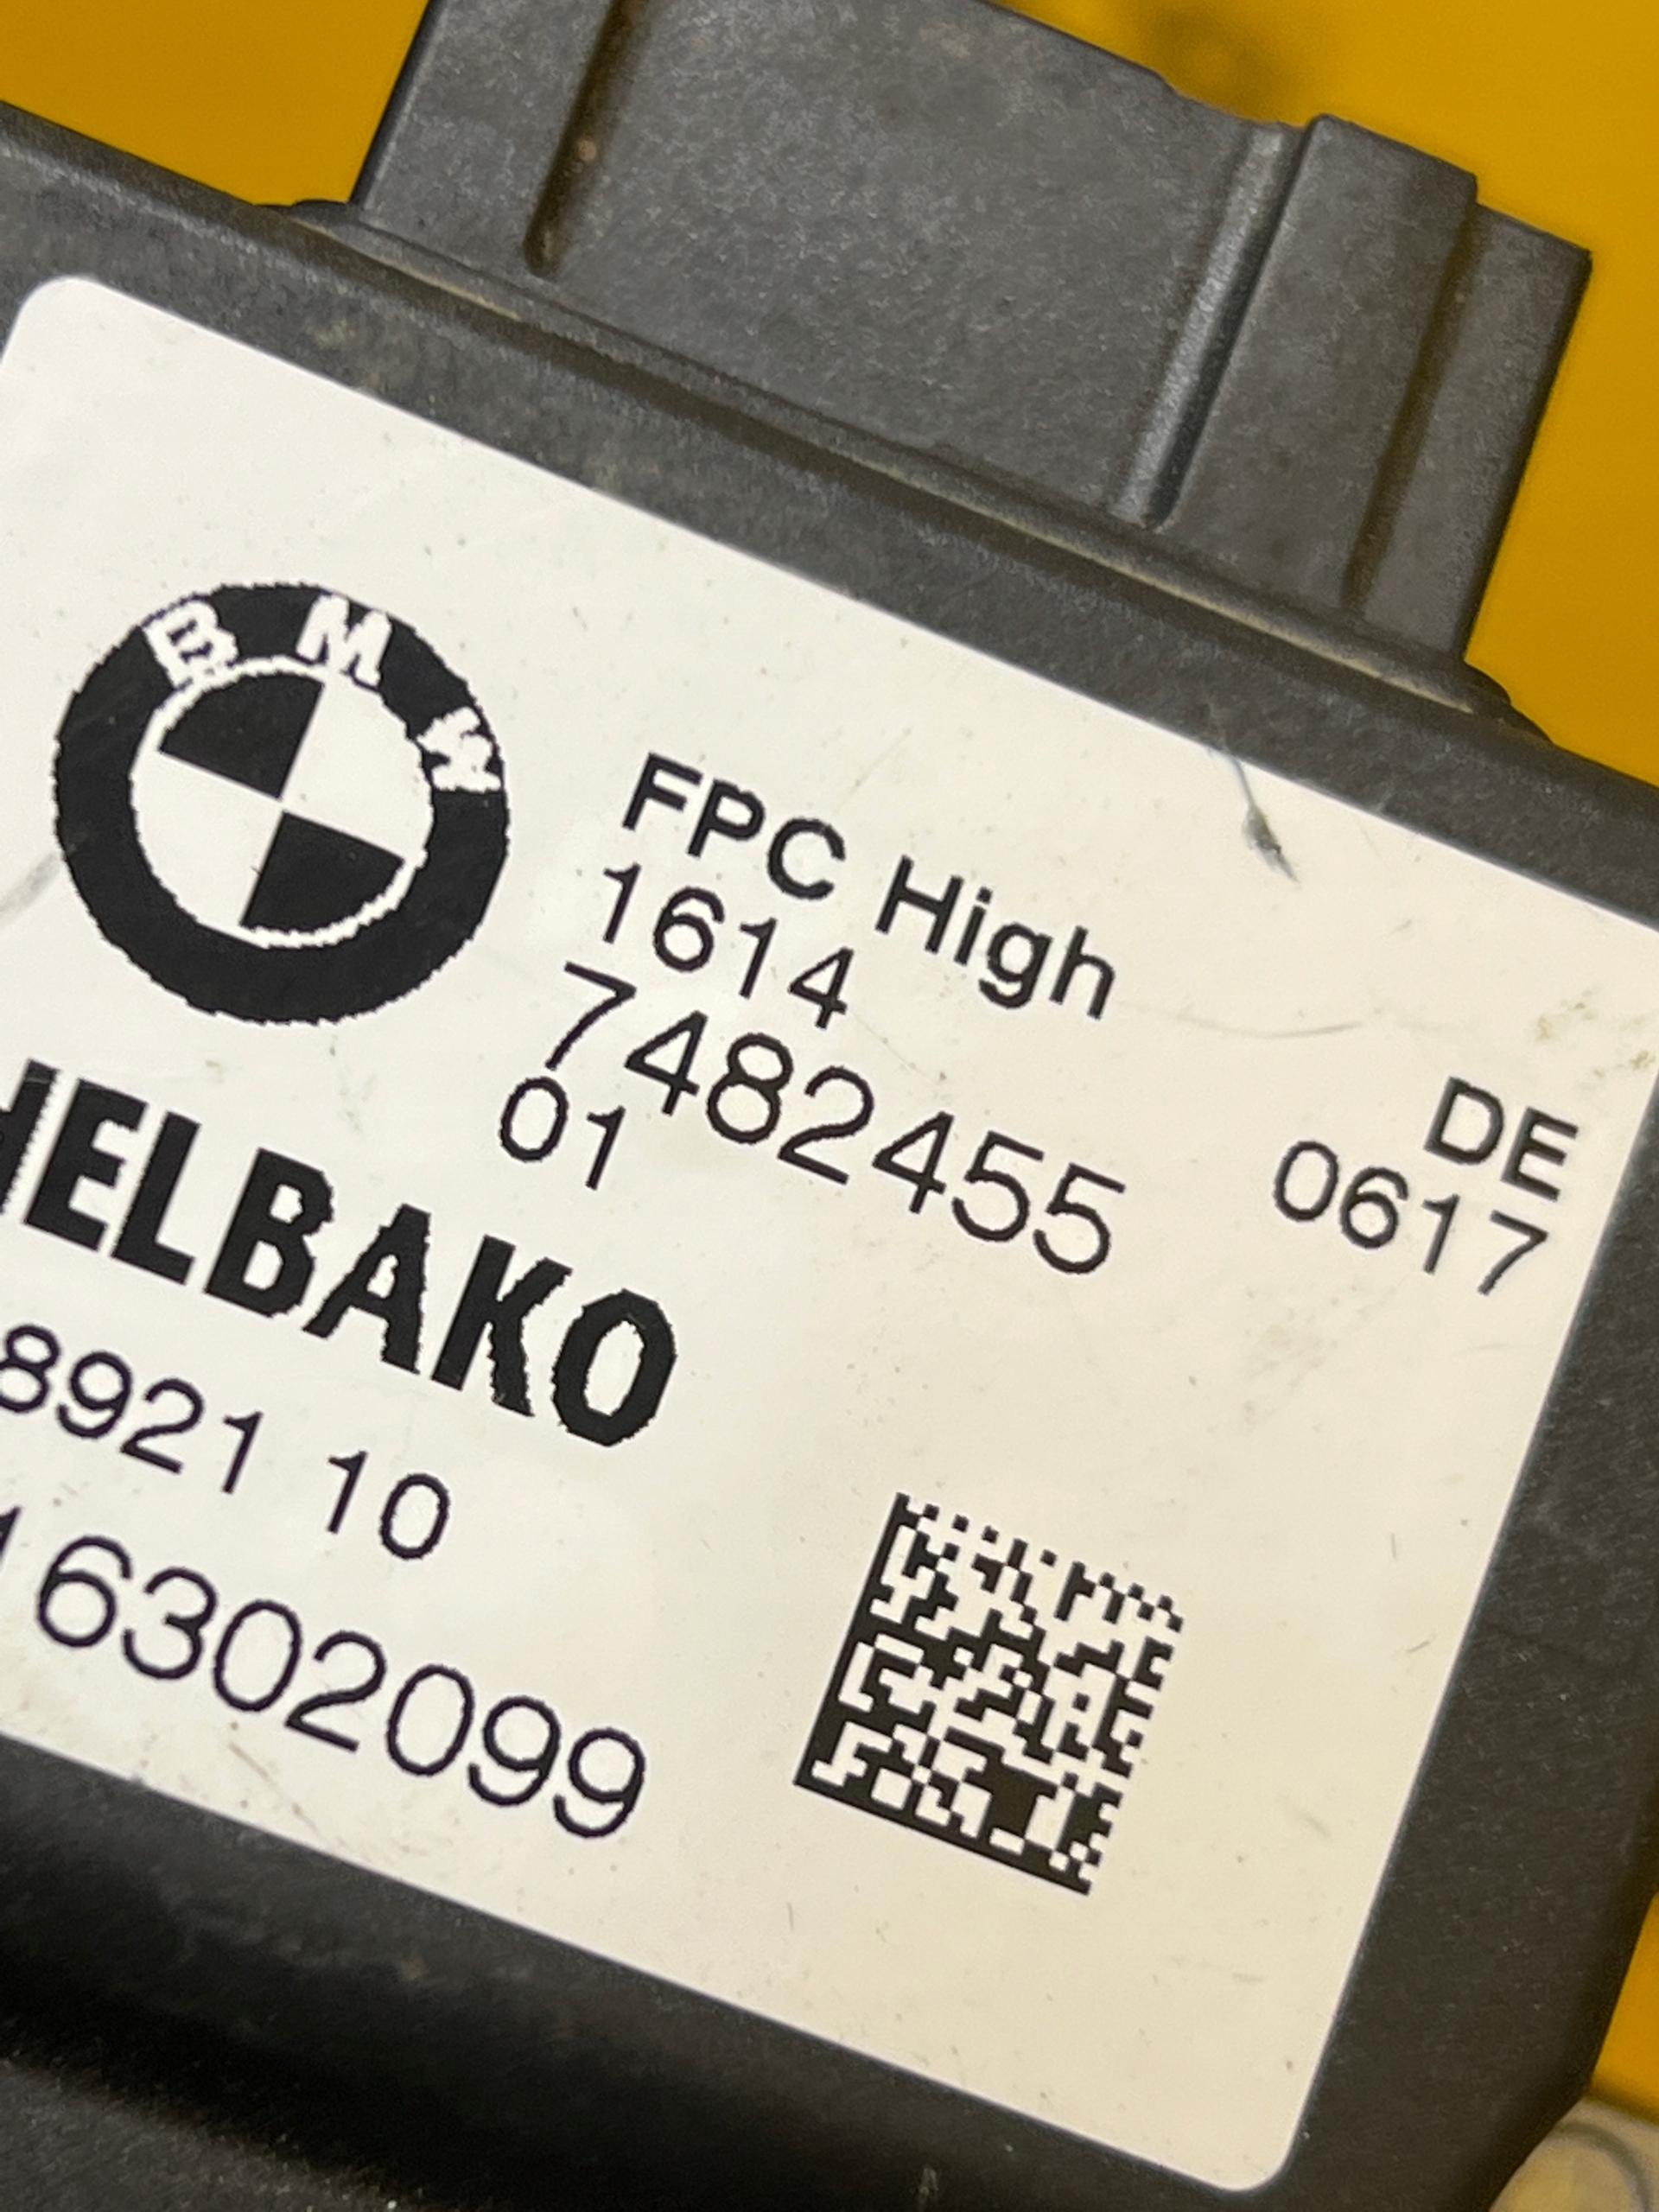 BMW
FPC High
1614
7482455
01
DE
0617
HELBAKO
8921 10
16302099